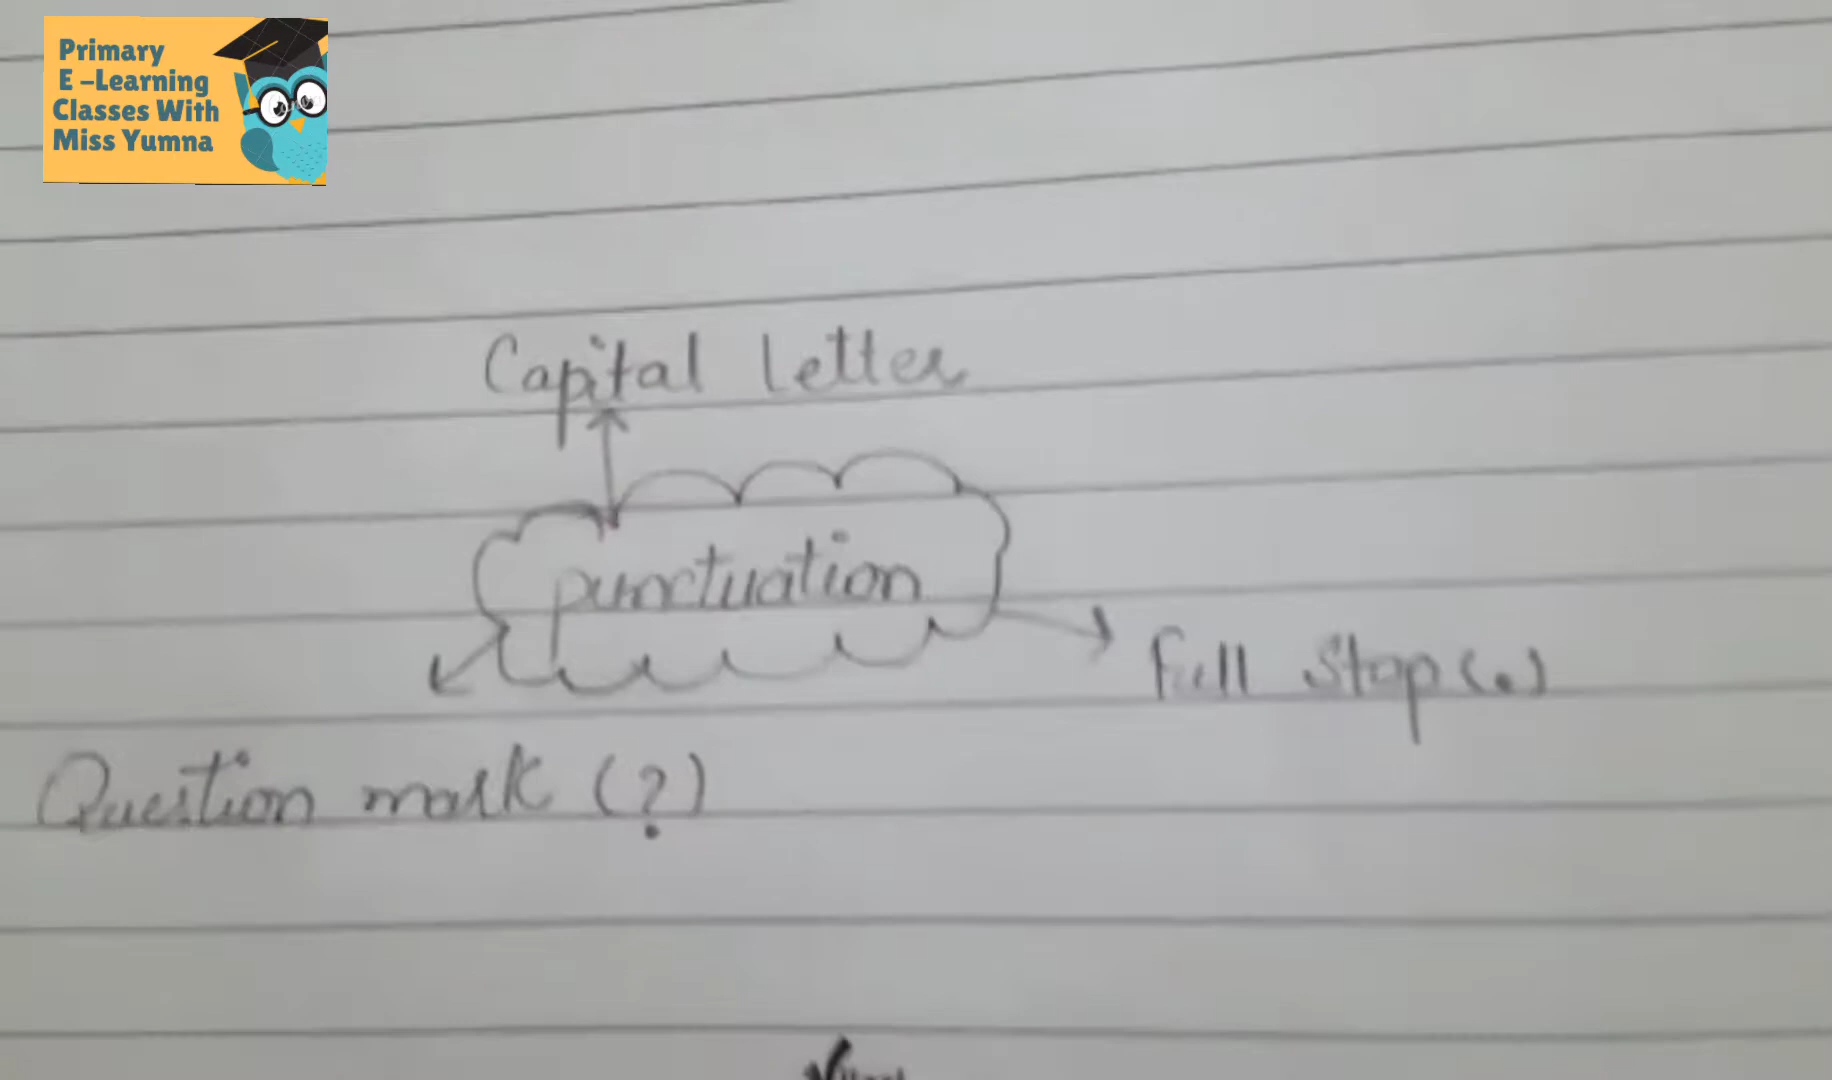 Primary
E-Learning
Classes With
Miss Yumna
Capital letter
punctuation
full stop(.)
Question mark (?)